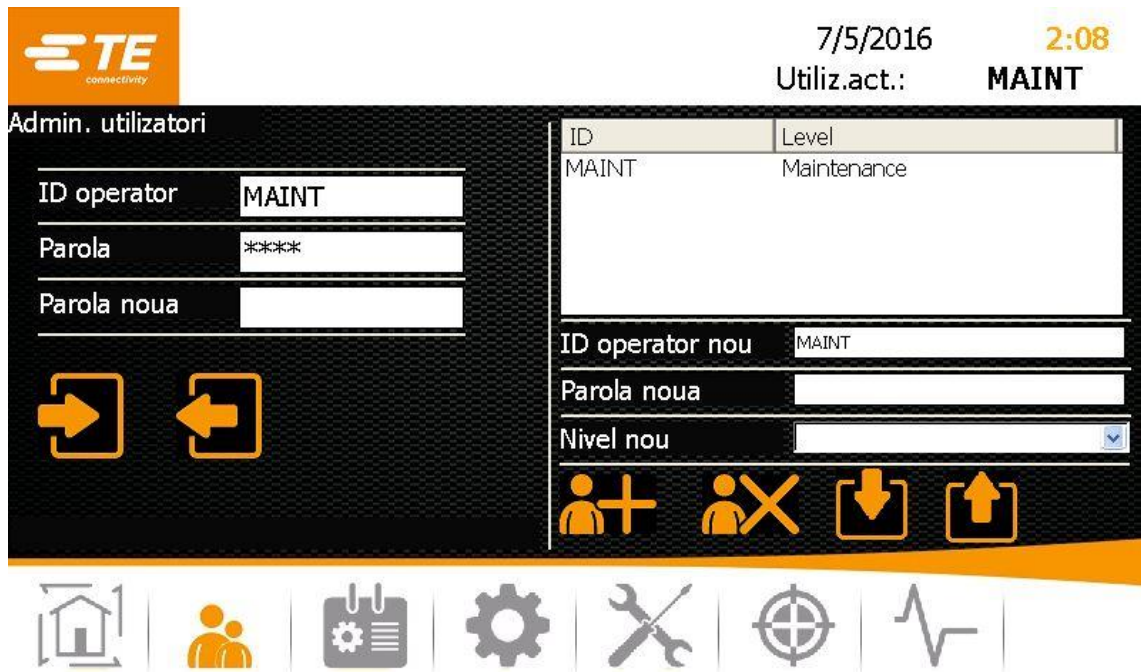 TE
connectivity
7/5/2016 2:08
Utiliz.act.: MAINT
Admin. utilizatori
ID operator MAINT
Parola ****
Parola noua
ID Level
MAINT Maintenance
ID operator nou MAINT
Parola noua
Nivel nou